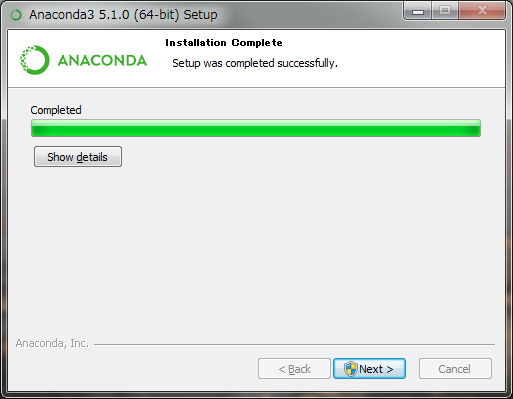 Anaconda3 5.1.0 (64-bit) Setup
ANACONDA
Installation Complete
Setup was completed successfully.
Completed
Show details
Anaconda, Inc.
< Back
Next >
Cancel